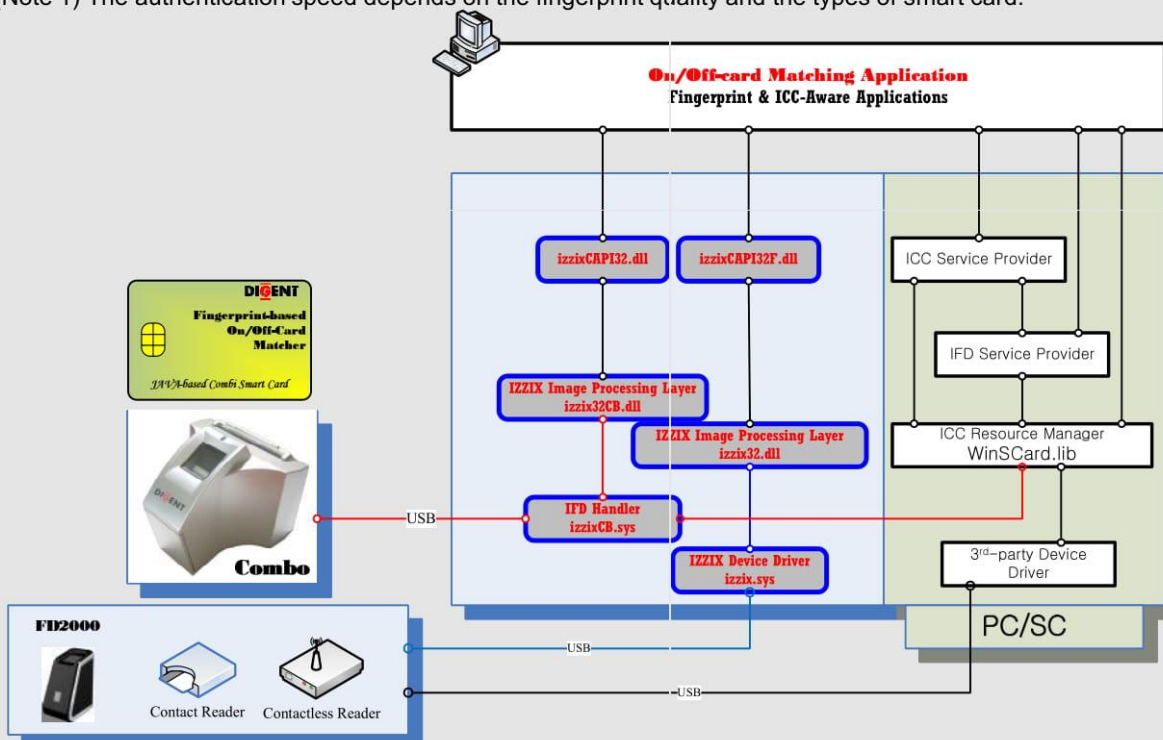 (Note 1) The authentication speed depends on the fingerprint quality and the types of smart card.
On/Off-card Matching Application
Fingerprint & ICC-Aware Applications
izzixCAPI32.dll
izzixCAPI32F.dll
ICC Service Provider
DIGENT
Fingerprint-based
On/Off-Card
Matcher
JAVA-based Combi Smart Card
IFD Service Provider
IZZIX Image Processing Layer
izzix32CB.dll
IZZIX Image Processing Layer
izzix32.dll
ICC Resource Manager
WinSCard.lib
DIGENT
Combo
USB
IFD Handler
izzixCB.sys
IZZIX Device Driver
izzix.sys
3rd-party Device
Driver
PC/SC
FD2000
Contact Reader
Contactless Reader
USB
USB